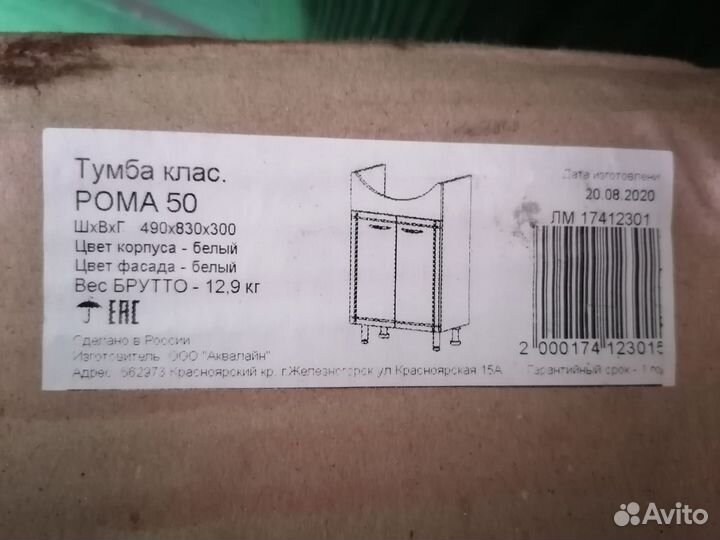 Тумба клас.
РОМА 50
ШхВхГ 490х830х300
Цвет корпуса - белый
Цвет фасада - белый
Вес БРУТТО - 12,9 кг
ЕАС
Сделано в России
Изготовитель ООО "Аквалайн"
Адрес 662973 Красноярский кр. г.Железногорск ул Красноярская 15А
Дата изготовлени
20.08.2020
ЛМ 17412301
2 000174 123015
Гарантийный срок - 1 год
Avito